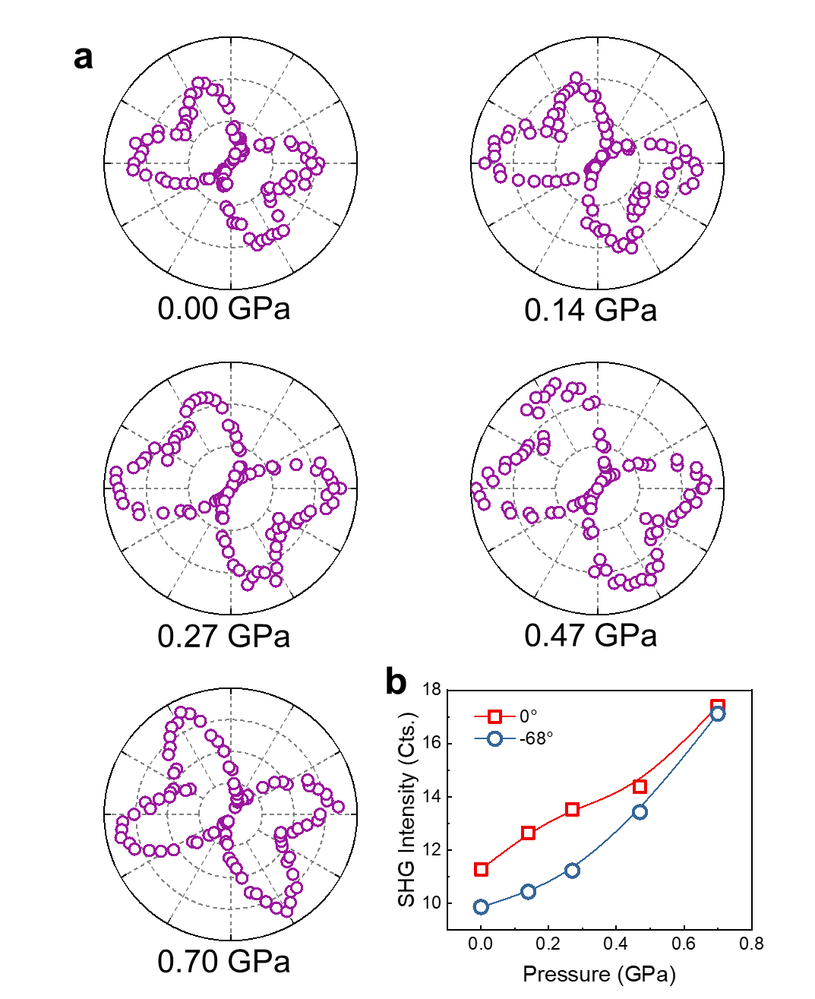 a
0.00 GPa
0.14 GPa
0.27 GPa
0.47 GPa
0.70 GPa
b
SHG Intensity (Cts.)
18
16
14
12
10
0°
-68°
0.0 0.2 0.4 0.6 0.8
Pressure (GPa)